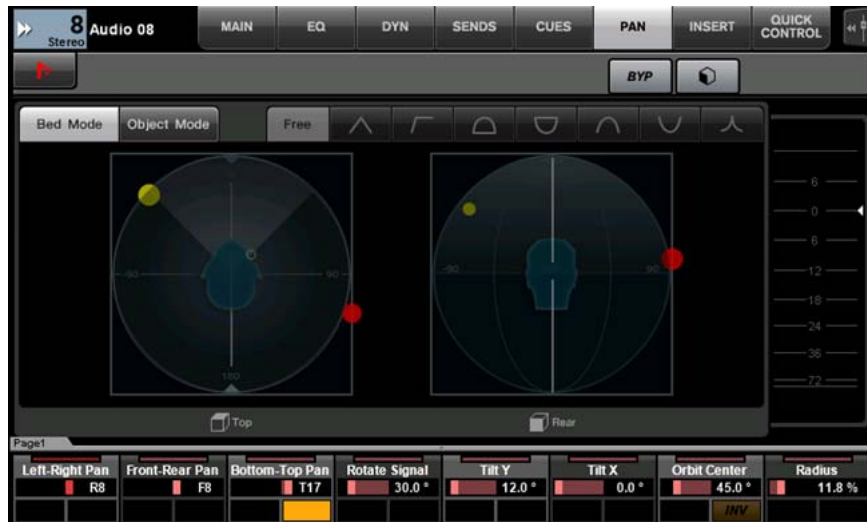 8 Audio 08
Stereo
MAIN EQ DYN SENDS CUES PAN INSERT QUICK CONTROL
BYP
Bed Mode Object Mode Free
-90 90
180
-90 90
6
0
6
12
18
24
36
72
Top Rear
Page1
Left-Right Pan Front-Rear Pan Bottom-Top Pan Rotate Signal Tilt Y Tilt X Orbit Center Radius
R8 F8 T17 30.0 ° 12.0 ° 0.0 ° 45.0 ° 11.8 %
INV